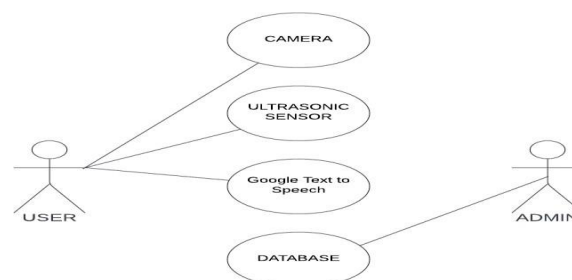 CAMERA
ULTRASONIC
SENSOR
Google Text to
Speech
USER
ADMIN
DATABASE